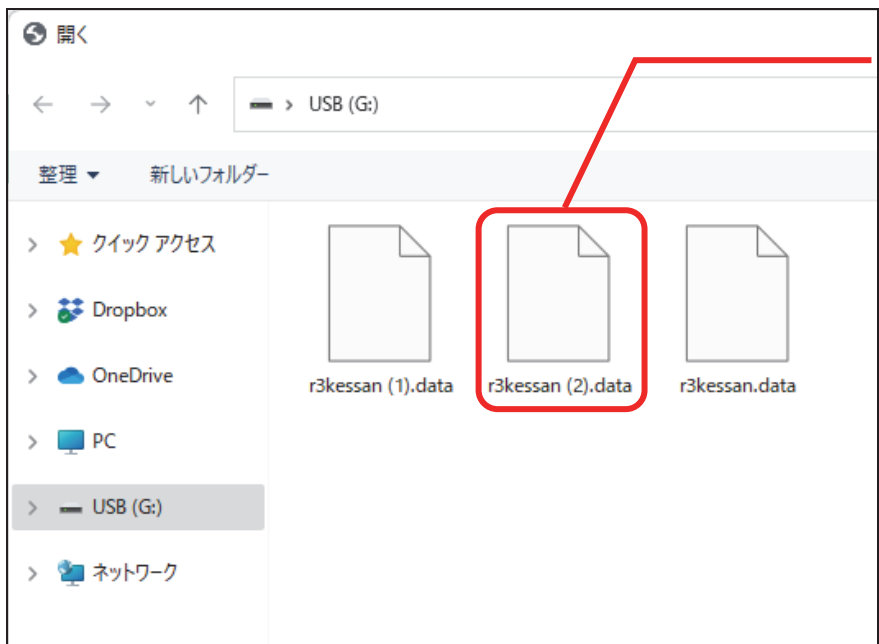 開く
USB (G:)
整理 新しいフォルダー
クイック アクセス
Dropbox
OneDrive
PC
USB (G:)
ネットワーク
r3kessan (1).data r3kessan (2).data r3kessan.data